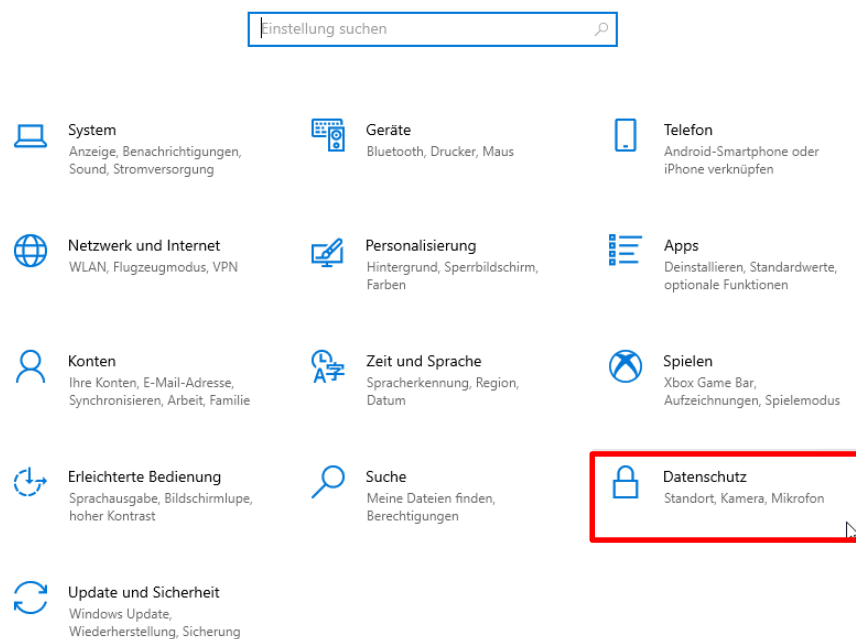 Einstellung suchen
System
Anzeige, Benachrichtigungen,
Sound, Stromversorgung
Geräte
Bluetooth, Drucker, Maus
Telefon
Android-Smartphone oder
iPhone verknüpfen
Netzwerk und Internet
WLAN, Flugzeugmodus, VPN
Personalisierung
Hintergrund, Sperrbildschirm,
Farben
Apps
Deinstallieren, Standardwerte,
optionale Funktionen
Konten
Ihre Konten, E-Mail-Adresse,
Synchronisieren, Arbeit, Familie
Zeit und Sprache
Spracherkennung, Region,
Datum
Spielen
Xbox Game Bar,
Aufzeichnungen, Spielemodus
Erleichterte Bedienung
Sprachausgabe, Bildschirmlupe,
hoher Kontrast
Suche
Meine Dateien finden,
Berechtigungen
Datenschutz
Standort, Kamera, Mikrofon
Update und Sicherheit
Windows Update,
Wiederherstellung, Sicherung